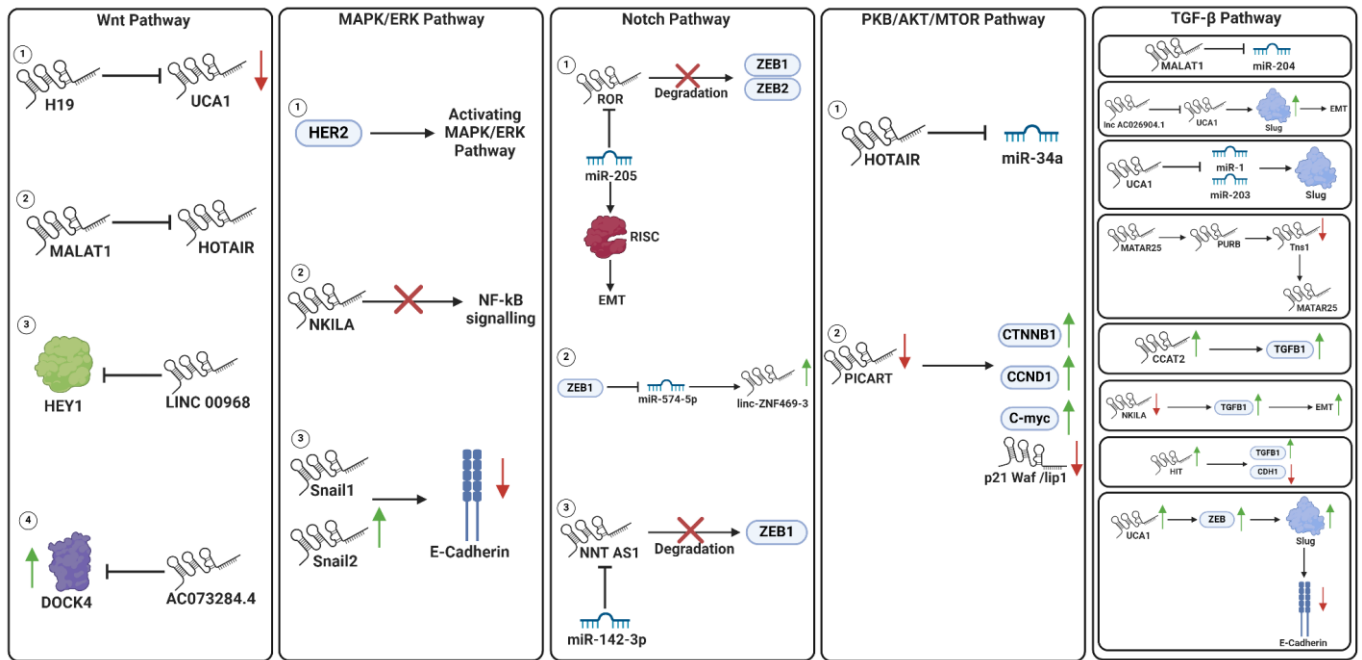 Wnt Pathway
1
H19
UCA1
2
MALAT1
HOTAIR
3
HEY1
LINC 00968
4
DOCK4
AC073284.4
MAPK/ERK Pathway
1
HER2
Activating
MAPK/ERK
Pathway
2
NKILA
NF-kB
signalling
3
Snail1
Snail2
E-Cadherin
Notch Pathway
1
ROR
Degradation
ZEB1
ZEB2
miR-205
RISC
EMT
2
ZEB1
miR-574-5p
linc-ZNF469-3
3
NNT AS1
Degradation
ZEB1
miR-142-3p
PKB/AKT/MTOR Pathway
1
HOTAIR
miR-34a
2
PICART
CTNNB1
CCND1
C-myc
p21 Waf /lip1
TGF-β Pathway
MALAT1
miR-204
lnc AC026904.1
UCA1
Slug
EMT
UCA1
miR-1
miR-203
Slug
MATAR25
PURB
Tns1
MATAR25
CCAT2
TGFB1
NKILA
TGFB1
EMT
HIT
TGFB1
CDH1
UCA1
ZEB
Slug
E-Cadherin